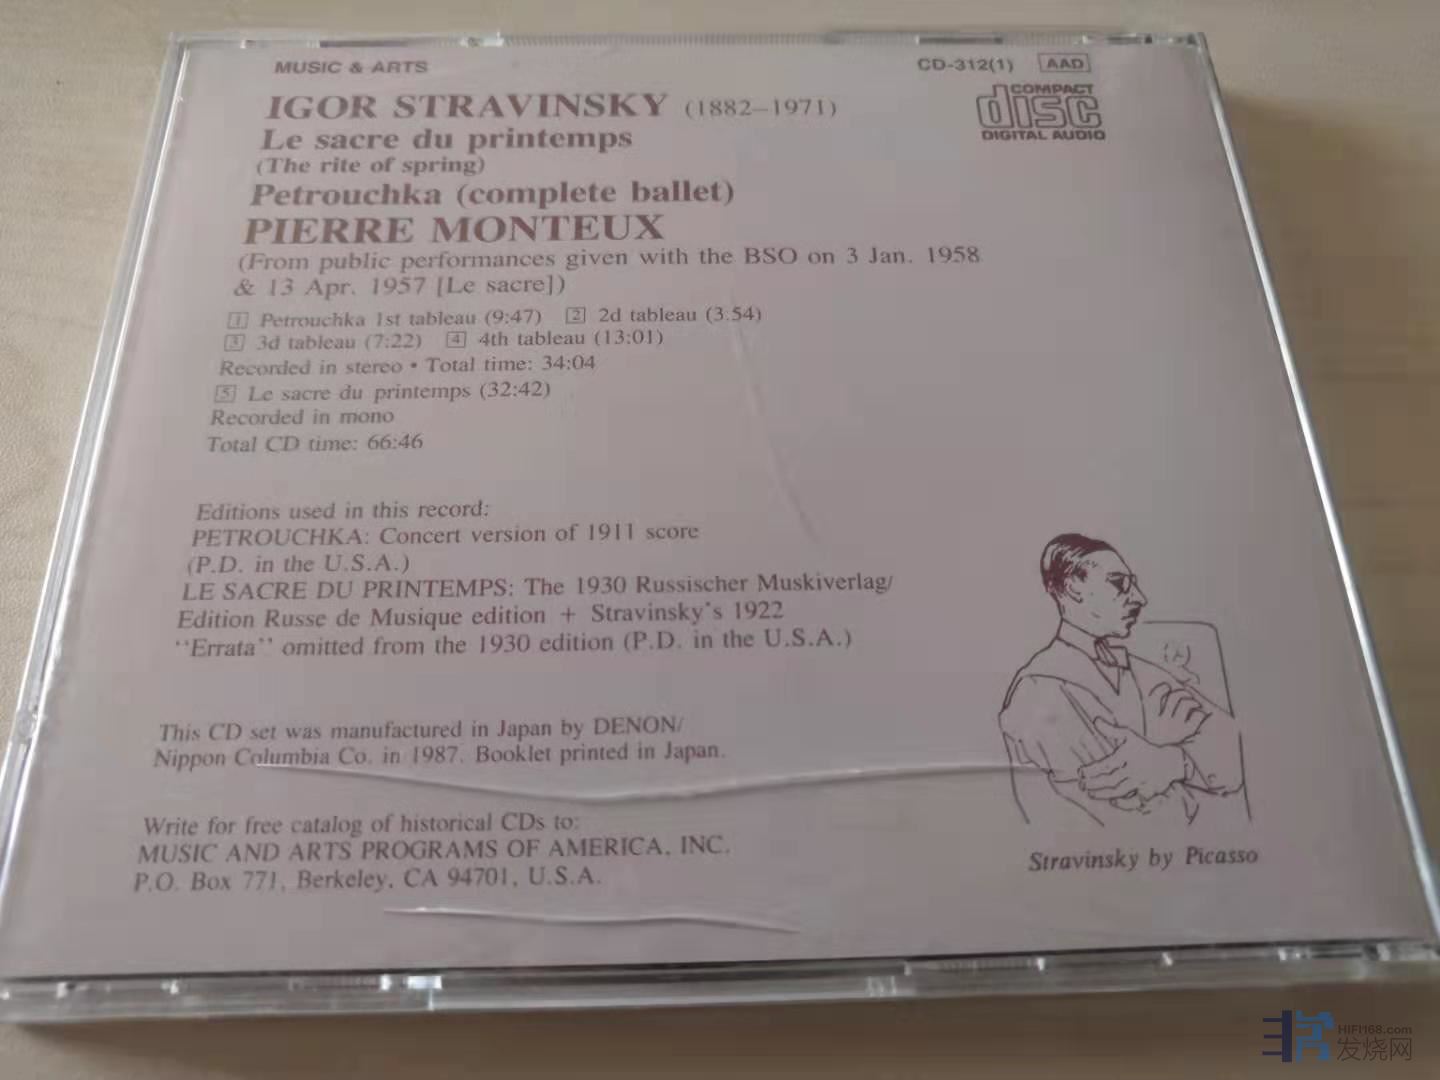 MUSIC & ARTS
CD-312(1) AAD
COMPACT
disc
DIGITAL AUDIO
IGOR STRAVINSKY (1882–1971)
Le sacre du printemps
(The rite of spring)
Petrouchka (complete ballet)
PIERRE MONTEUX
(From public performances given with the BSO on 3 Jan. 1958
& 13 Apr. 1957 [Le sacre])
1 Petrouchka 1st tableau (9:47) 2 2d tableau (3.54)
3 3d tableau (7:22) 4 4th tableau (13:01)
Recorded in stereo • Total time: 34:04
5 Le sacre du printemps (32:42)
Recorded in mono
Total CD time: 66:46
Editions used in this record:
PETROUCHKA: Concert version of 1911 score
(P.D. in the U.S.A.)
LE SACRE DU PRINTEMPS: The 1930 Russischer Muskiverlag/
Edition Russe de Musique edition + Stravinsky's 1922
“Errata” omitted from the 1930 edition (P.D. in the U.S.A.)
This CD set was manufactured in Japan by DENON/
Nippon Columbia Co. in 1987. Booklet printed in Japan.
Write for free catalog of historical CDs to:
MUSIC AND ARTS PROGRAMS OF AMERICA, INC.
P.O. Box 771, Berkeley, CA 94701, U.S.A.
Stravinsky by Picasso
HIFI168.com
发烧网